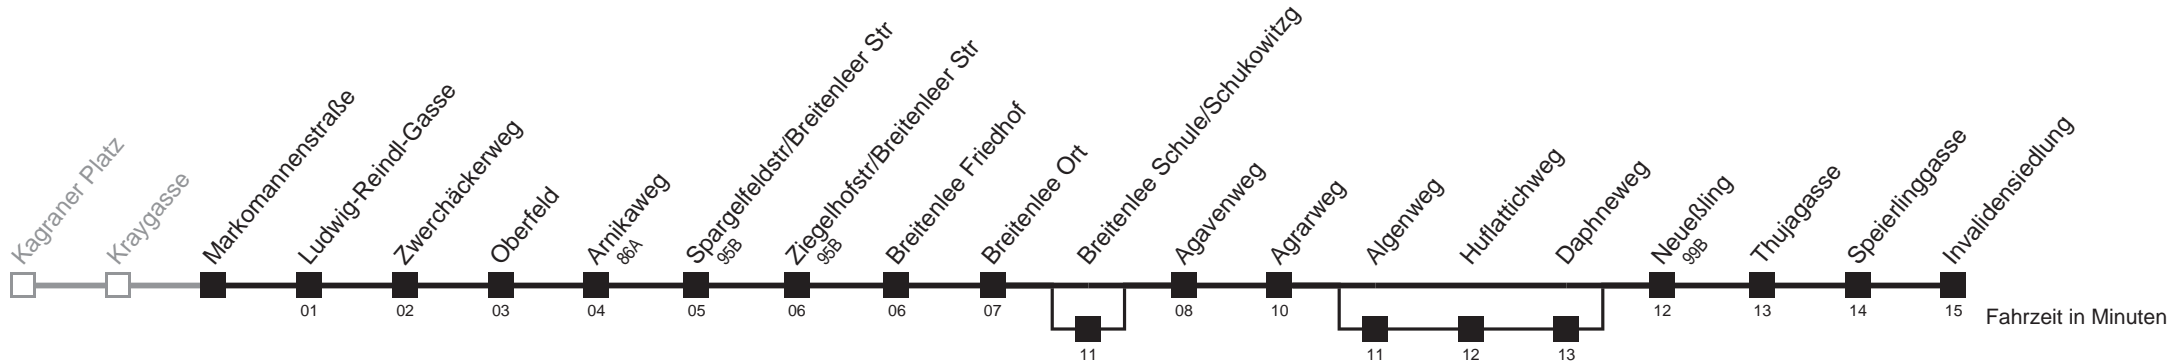 Kagraner Platz
Kraygasse
Markomannenstraße
Ludwig-Reindl-Gasse
Zwerchäckerweg
Oberfeld
Arnikaweg
86A
Spargelfeldstr/Breitenleer Str
95B
Ziegelhofstr/Breitenleer Str
95B
Breitenlee Friedhof
Breitenlee Ort
Breitenlee Schule/Schukowitzg
Agavenweg
Agrarweg
Algenweg
Huflattichweg
Daphneweg
Neueßling
99B
Thujagasse
Speierlinggasse
Invalidensiedlung
01 02 03 04 05 06 06 07 08 10 12 13 14 15
Fahrzeit in Minuten
11 11 12 13